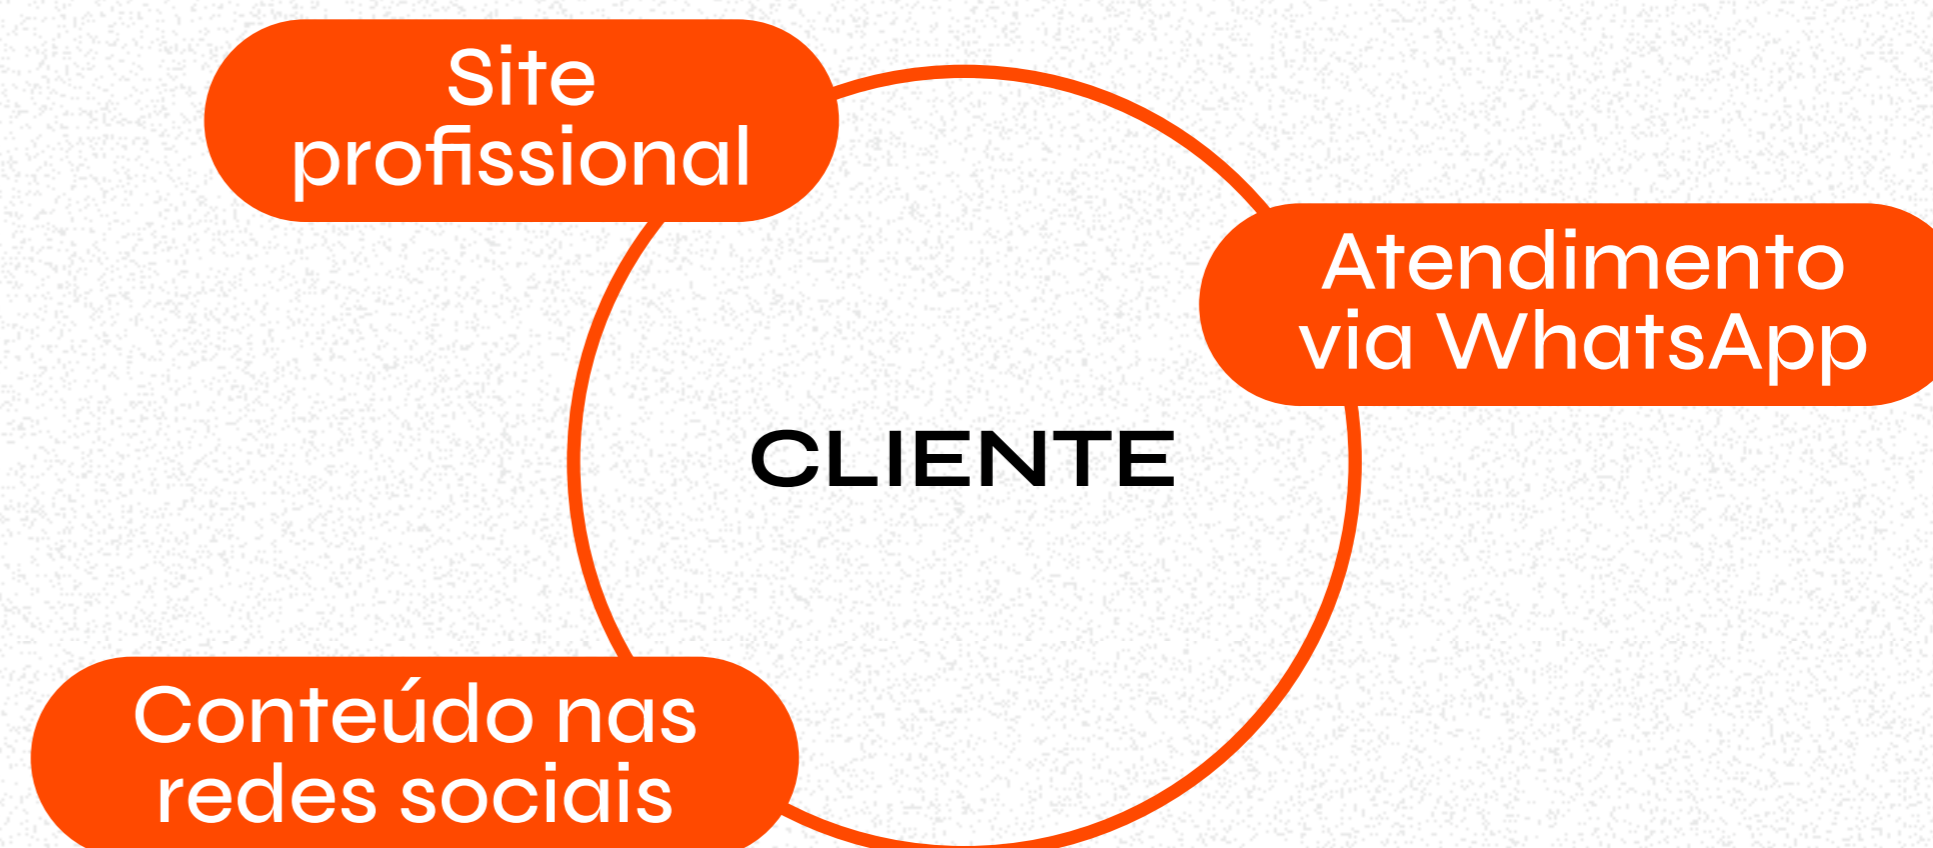 Site
profissional
Atendimento
via WhatsApp
CLIENTE
Conteúdo nas
redes sociais